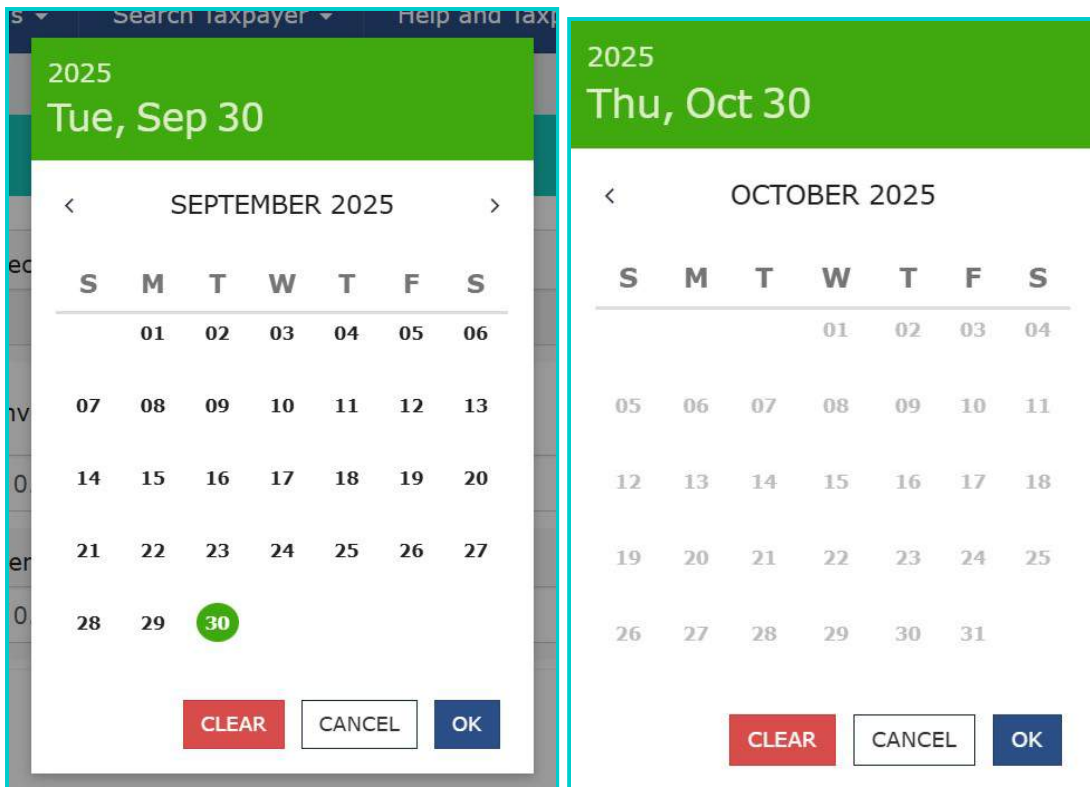 Search Taxpayer
Help and Taxp
2025
Tue, Sep 30
< SEPTEMBER 2025 >
S M T W T F S
01 02 03 04 05 06
07 08 09 10 11 12 13
14 15 16 17 18 19 20
21 22 23 24 25 26 27
28 29 30
CLEAR CANCEL OK
2025
Thu, Oct 30
< OCTOBER 2025
S M T W T F S
01 02 03 04
05 06 07 08 09 10 11
12 13 14 15 16 17 18
19 20 21 22 23 24 25
26 27 28 29 30 31
CLEAR CANCEL OK